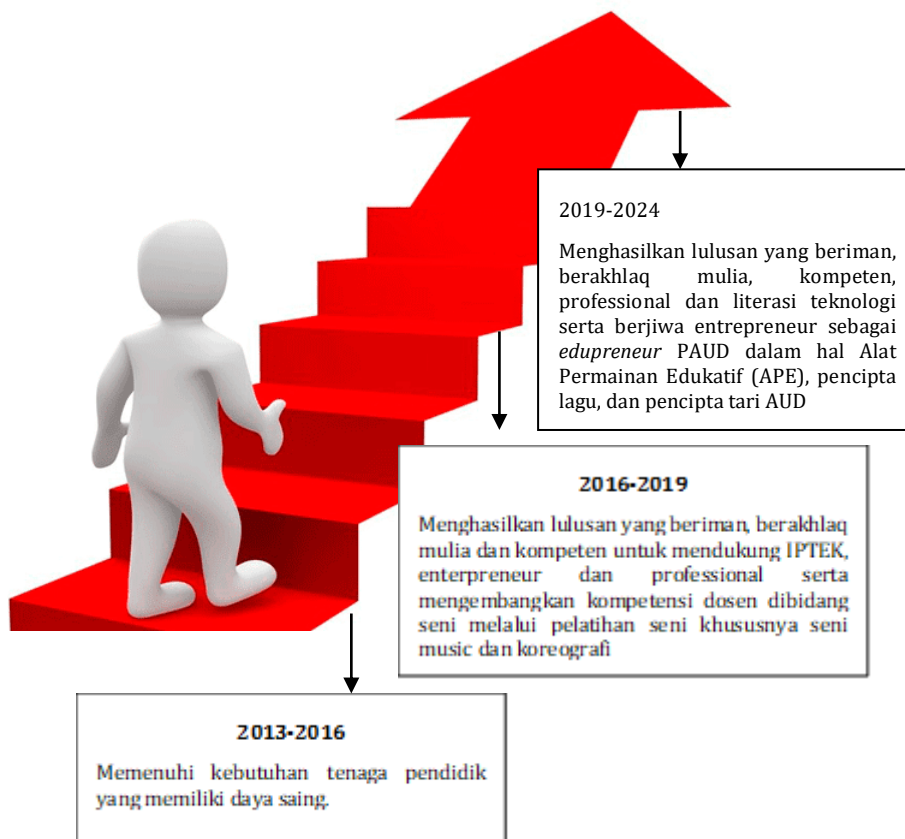 2019-2024
Menghasilkan lulusan yang beriman,
berakhlaq mulia, kompeten,
professional dan literasi teknologi
serta berjiwa entrepreneur sebagai
edupreneur PAUD dalam hal Alat
Permainan Edukatif (APE), pencipta
lagu, dan pencipta tari AUD
2016-2019
Menghasilkan lulusan yang beriman, berakhlaq
mulia dan kompeten untuk mendukung IPTEK,
enterpreneur dan professional serta
mengembangkan kompetensi dosen dibidang
seni melalui pelatihan seni khususnya seni
music dan koreografi
2013-2016
Memenuhi kebutuhan tenaga pendidik
yang memiliki daya saing.